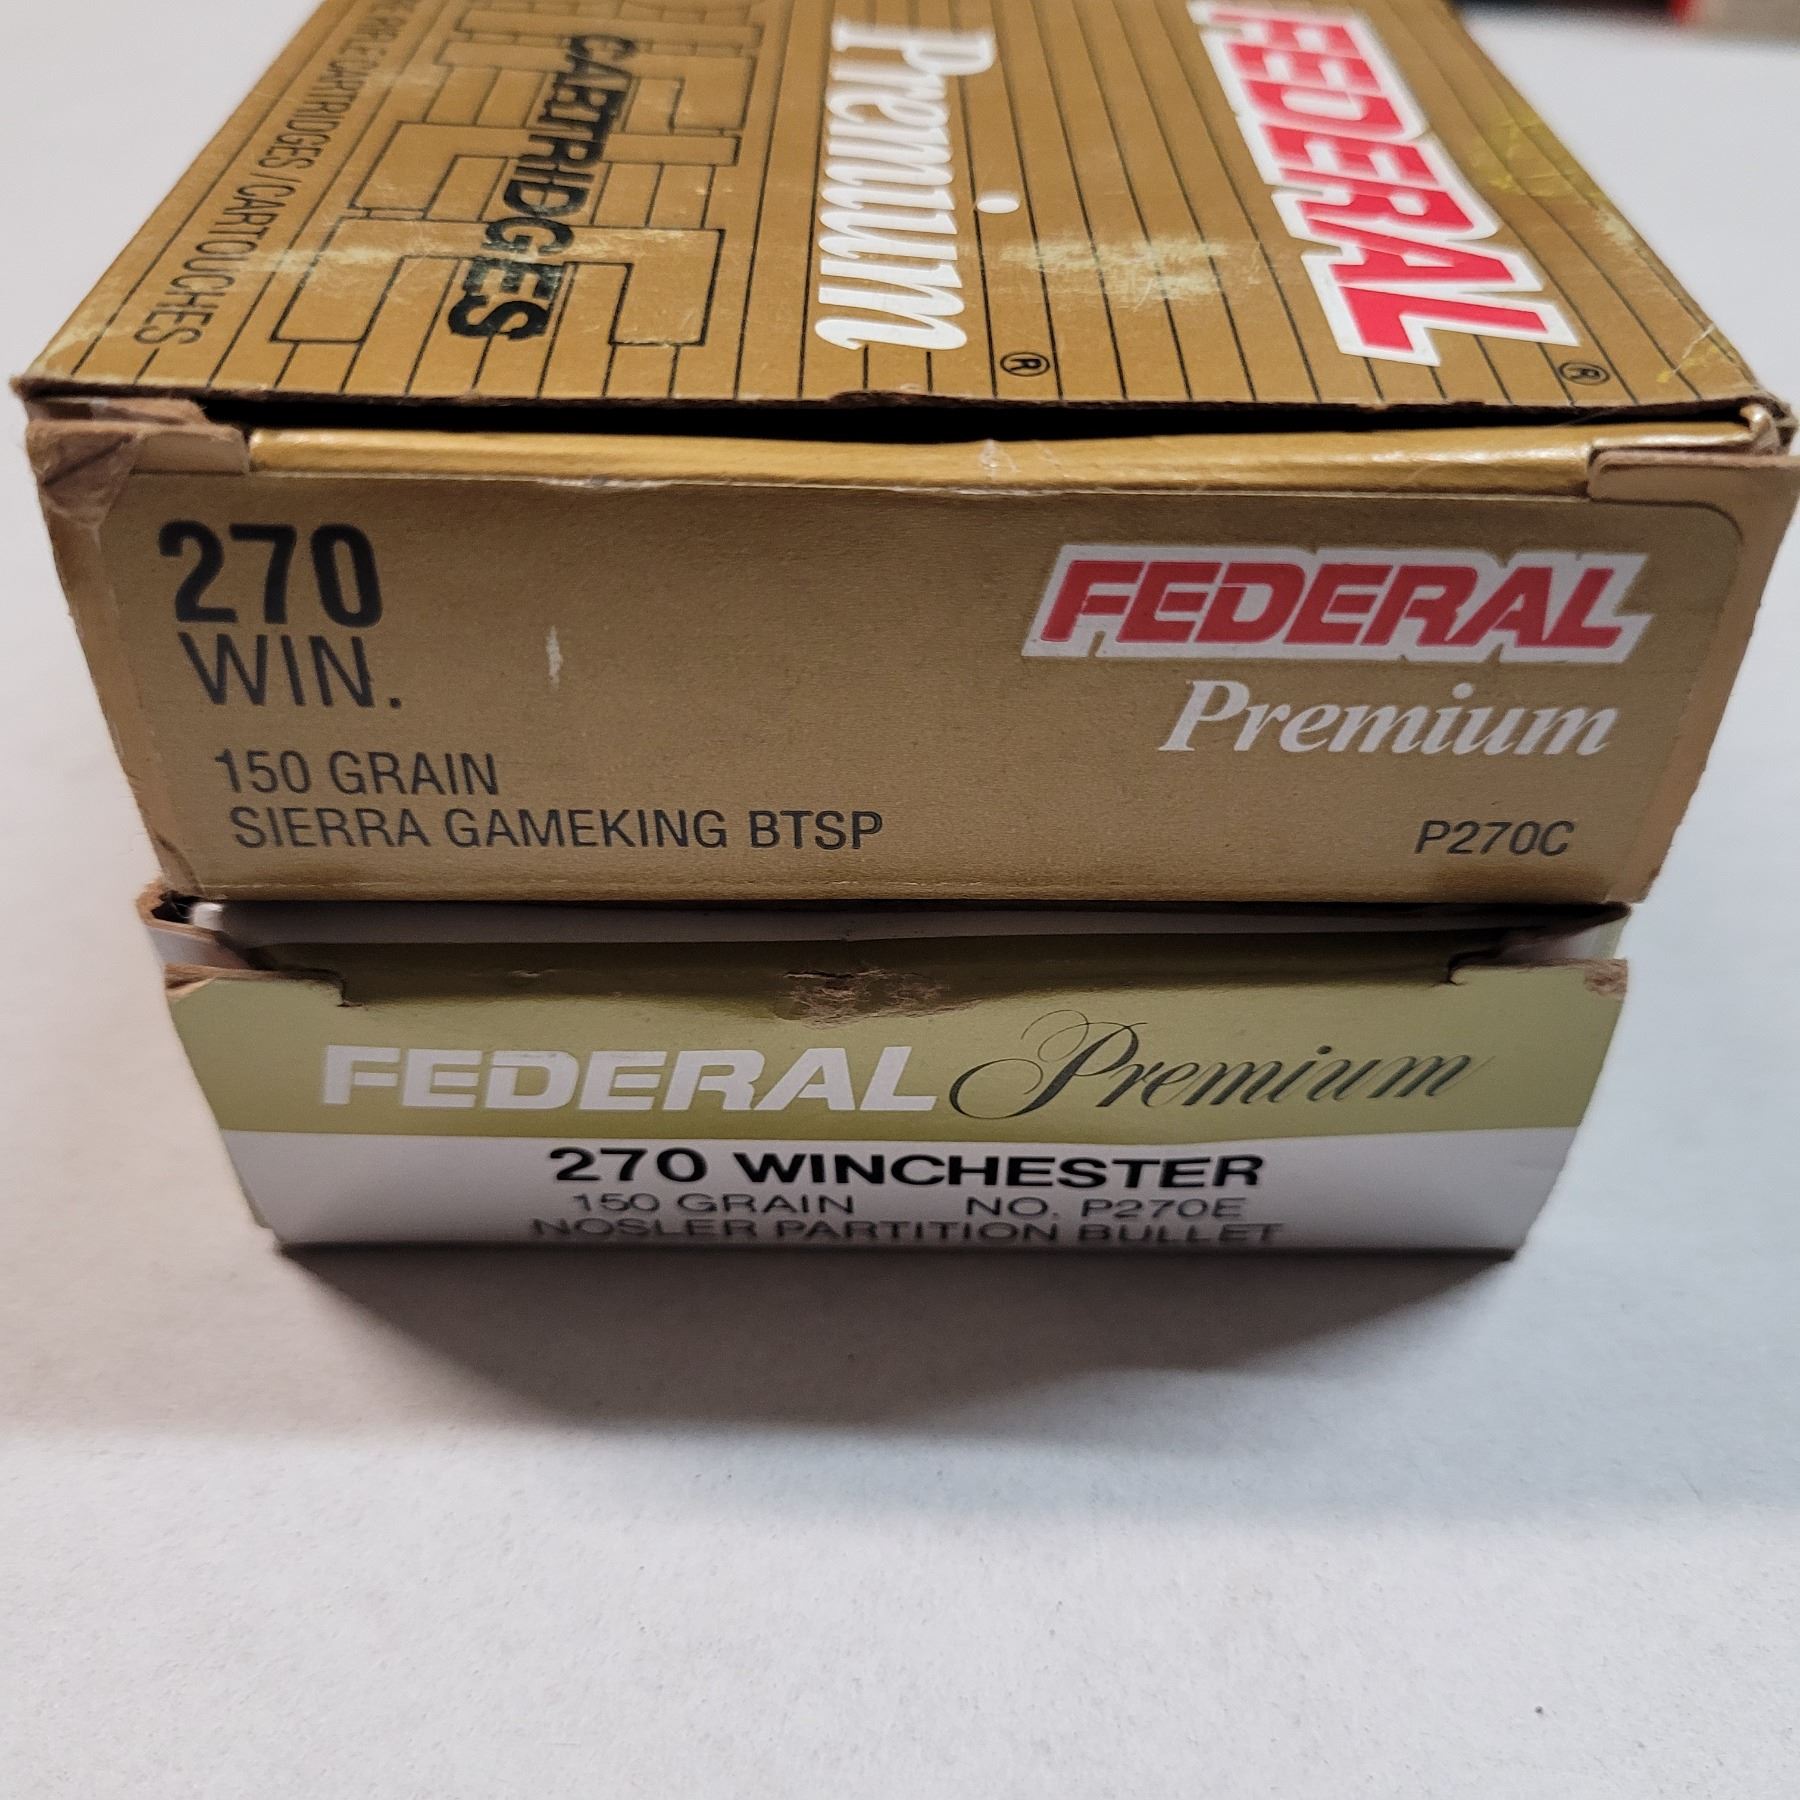 FEDERAL ®
Premium ®
CARTRIDGES
RIFLE CARTRIDGES / CARTOUCHES
270
WIN.
150 GRAIN
SIERRA GAMEKING BTSP
FEDERAL
Premium
P270C
FEDERAL Premium
270 WINCHESTER
150 GRAIN NO. P270E
NOSLER PARTITION BULLET